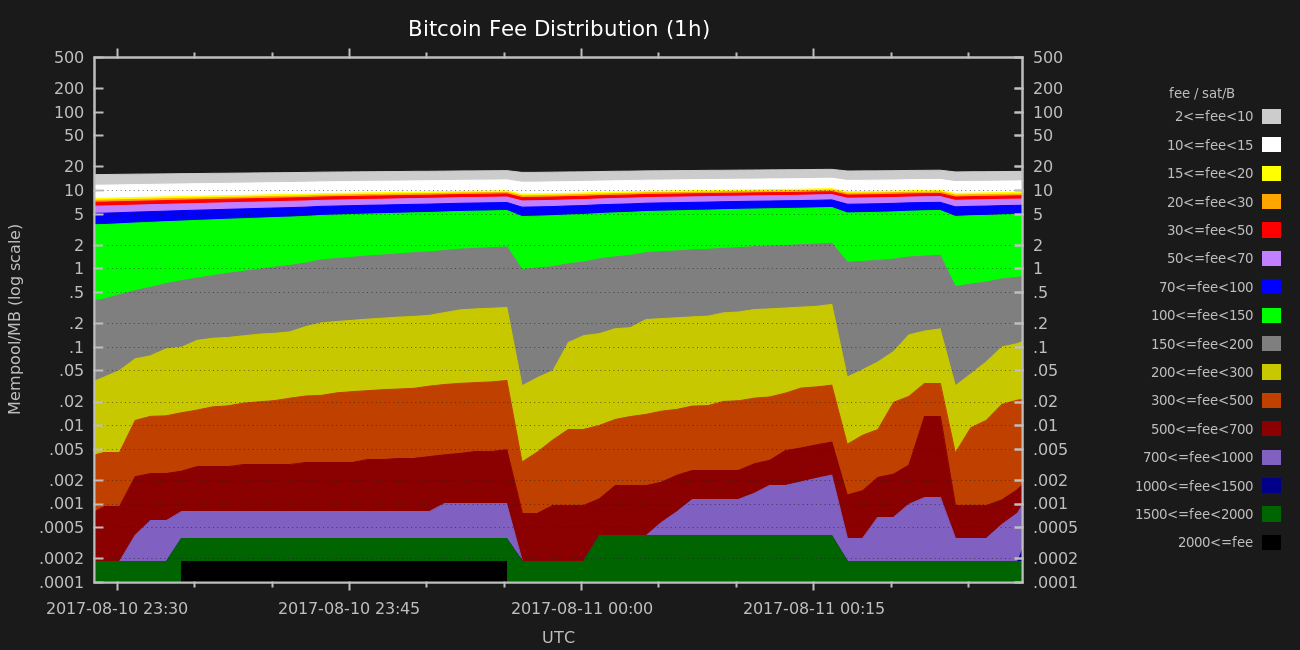 Bitcoin Fee Distribution (1h)
500 500
200 200
100 100
50 50
20 20
10 10
5 5
2 2
1 1
.5 .5
.2 .2
.1 .1
.05 .05
.02 .02
.01 .01
.005 .005
.002 .002
.001 .001
.0005 .0005
.0002 .0002
.0001 .0001
Mempool/MB (log scale)
2017-08-10 23:30 2017-08-10 23:45 2017-08-11 00:00 2017-08-11 00:15
UTC
fee / sat/B
2<=fee<10
10<=fee<15
15<=fee<20
20<=fee<30
30<=fee<50
50<=fee<70
70<=fee<100
100<=fee<150
150<=fee<200
200<=fee<300
300<=fee<500
500<=fee<700
700<=fee<1000
1000<=fee<1500
1500<=fee<2000
2000<=fee